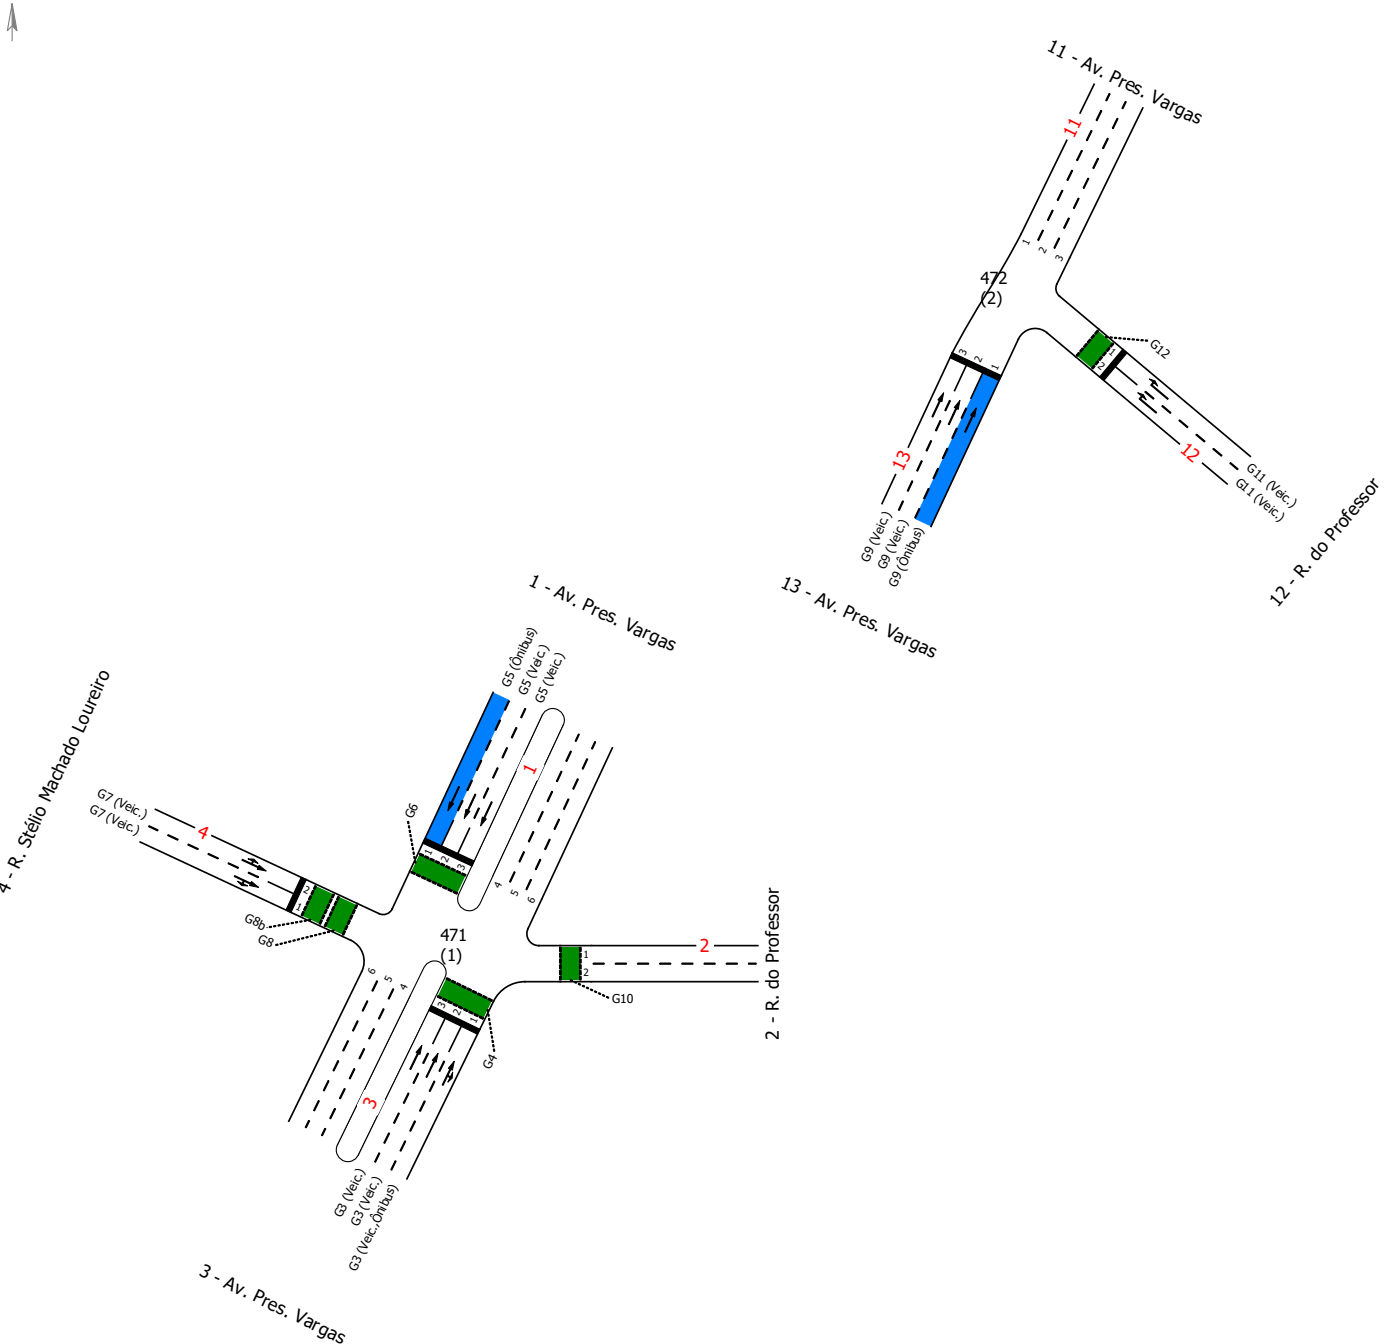 11 - Av. Pres. Vargas
11
1
2
3
472
(2)
3
2
1
G12
1
2
12
G11 (Veic.)
G11 (Veic.)
12 - R. do Professor
13
G9 (Veic.)
G9 (Veic.)
G9 (Ônibus)
13 - Av. Pres. Vargas
1 - Av. Pres. Vargas
G5 (Ônibus)
G5 (Veic.)
G5 (Veic.)
1
4 - R. Stélio Machado Loureiro
G7 (Veic.)
G7 (Veic.)
4
G6
1
2
3
4
5
6
2
1
G8b
G8
471
(1)
2
1
2
G10
2 - R. do Professor
6
5
4
3
2
1
G4
3
G3 (Veic.)
G3 (Veic.)
G3 (Veic.,Ônibus)
3 - Av. Pres. Vargas